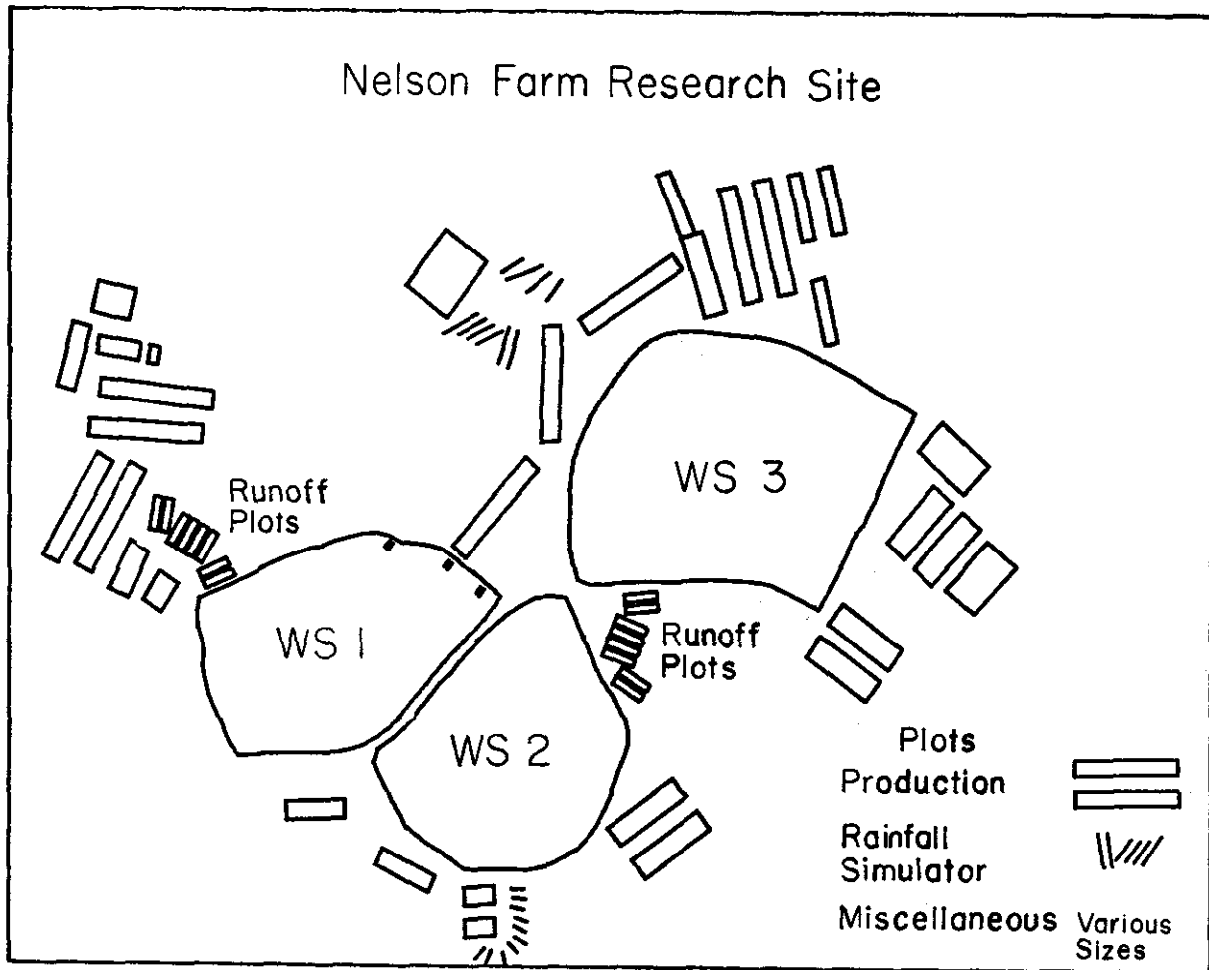 Nelson Farm Research Site
Runoff
Plots
WS 3
WS 1
Runoff
Plots
WS 2
Plots
Production
Rainfall
Simulator
Miscellaneous Various
Sizes